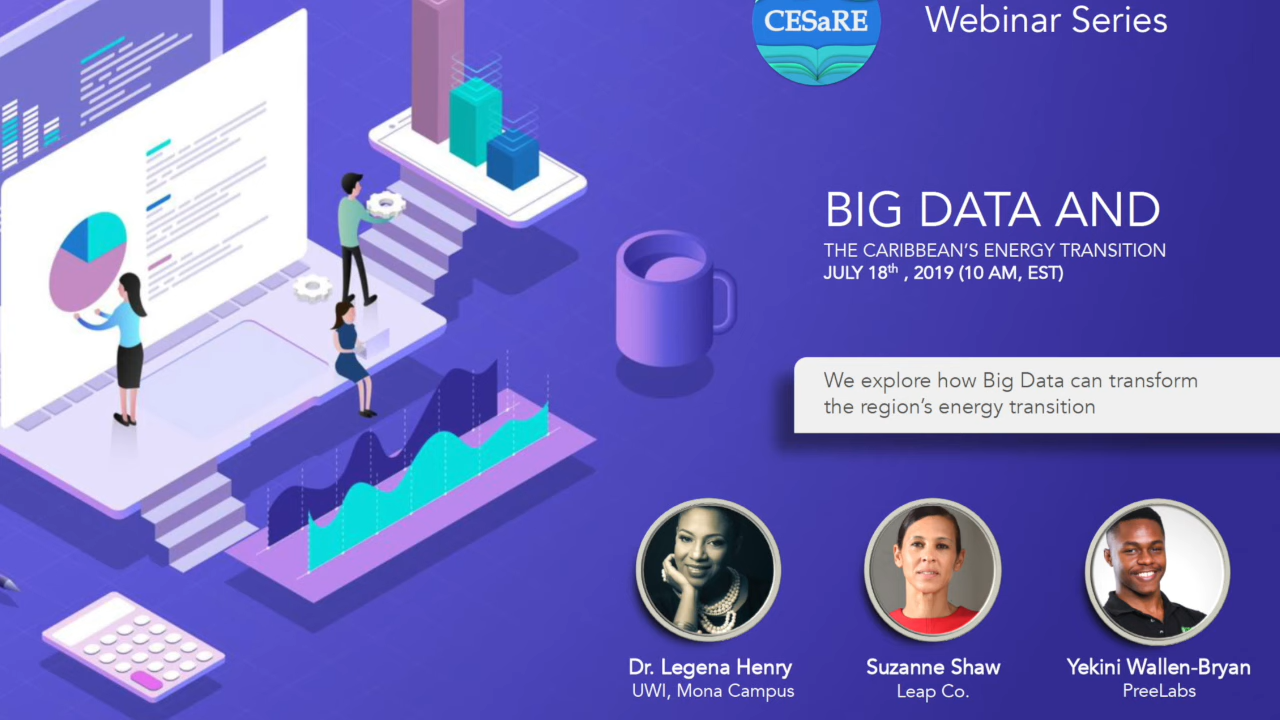 CESaRE
Webinar Series
BIG DATA AND
THE CARIBBEAN’S ENERGY TRANSITION
JULY 18th , 2019 (10 AM, EST)
We explore how Big Data can transform
the region’s energy transition
Dr. Legena Henry
UWI, Mona Campus
Suzanne Shaw
Leap Co.
Yekini Wallen-Bryan
PreeLabs